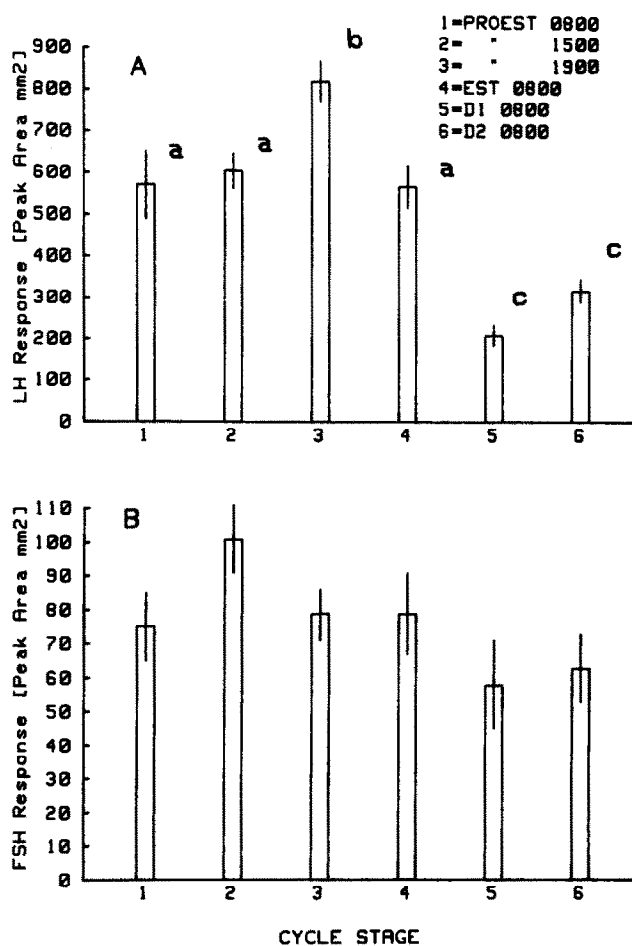 1=PROEST 0800
2= " 1500
3= " 1900
4=EST 0800
5=D1 0800
6=D2 0800
A
LH Response [Peak Area mm2]
900
800
700
600
500
400
300
200
100
0
a
a
b
a
c
c
1 2 3 4 5 6
B
FSH Response [Peak Area mm2]
110
100
90
80
70
60
50
40
30
20
10
0
1 2 3 4 5 6
CYCLE STAGE